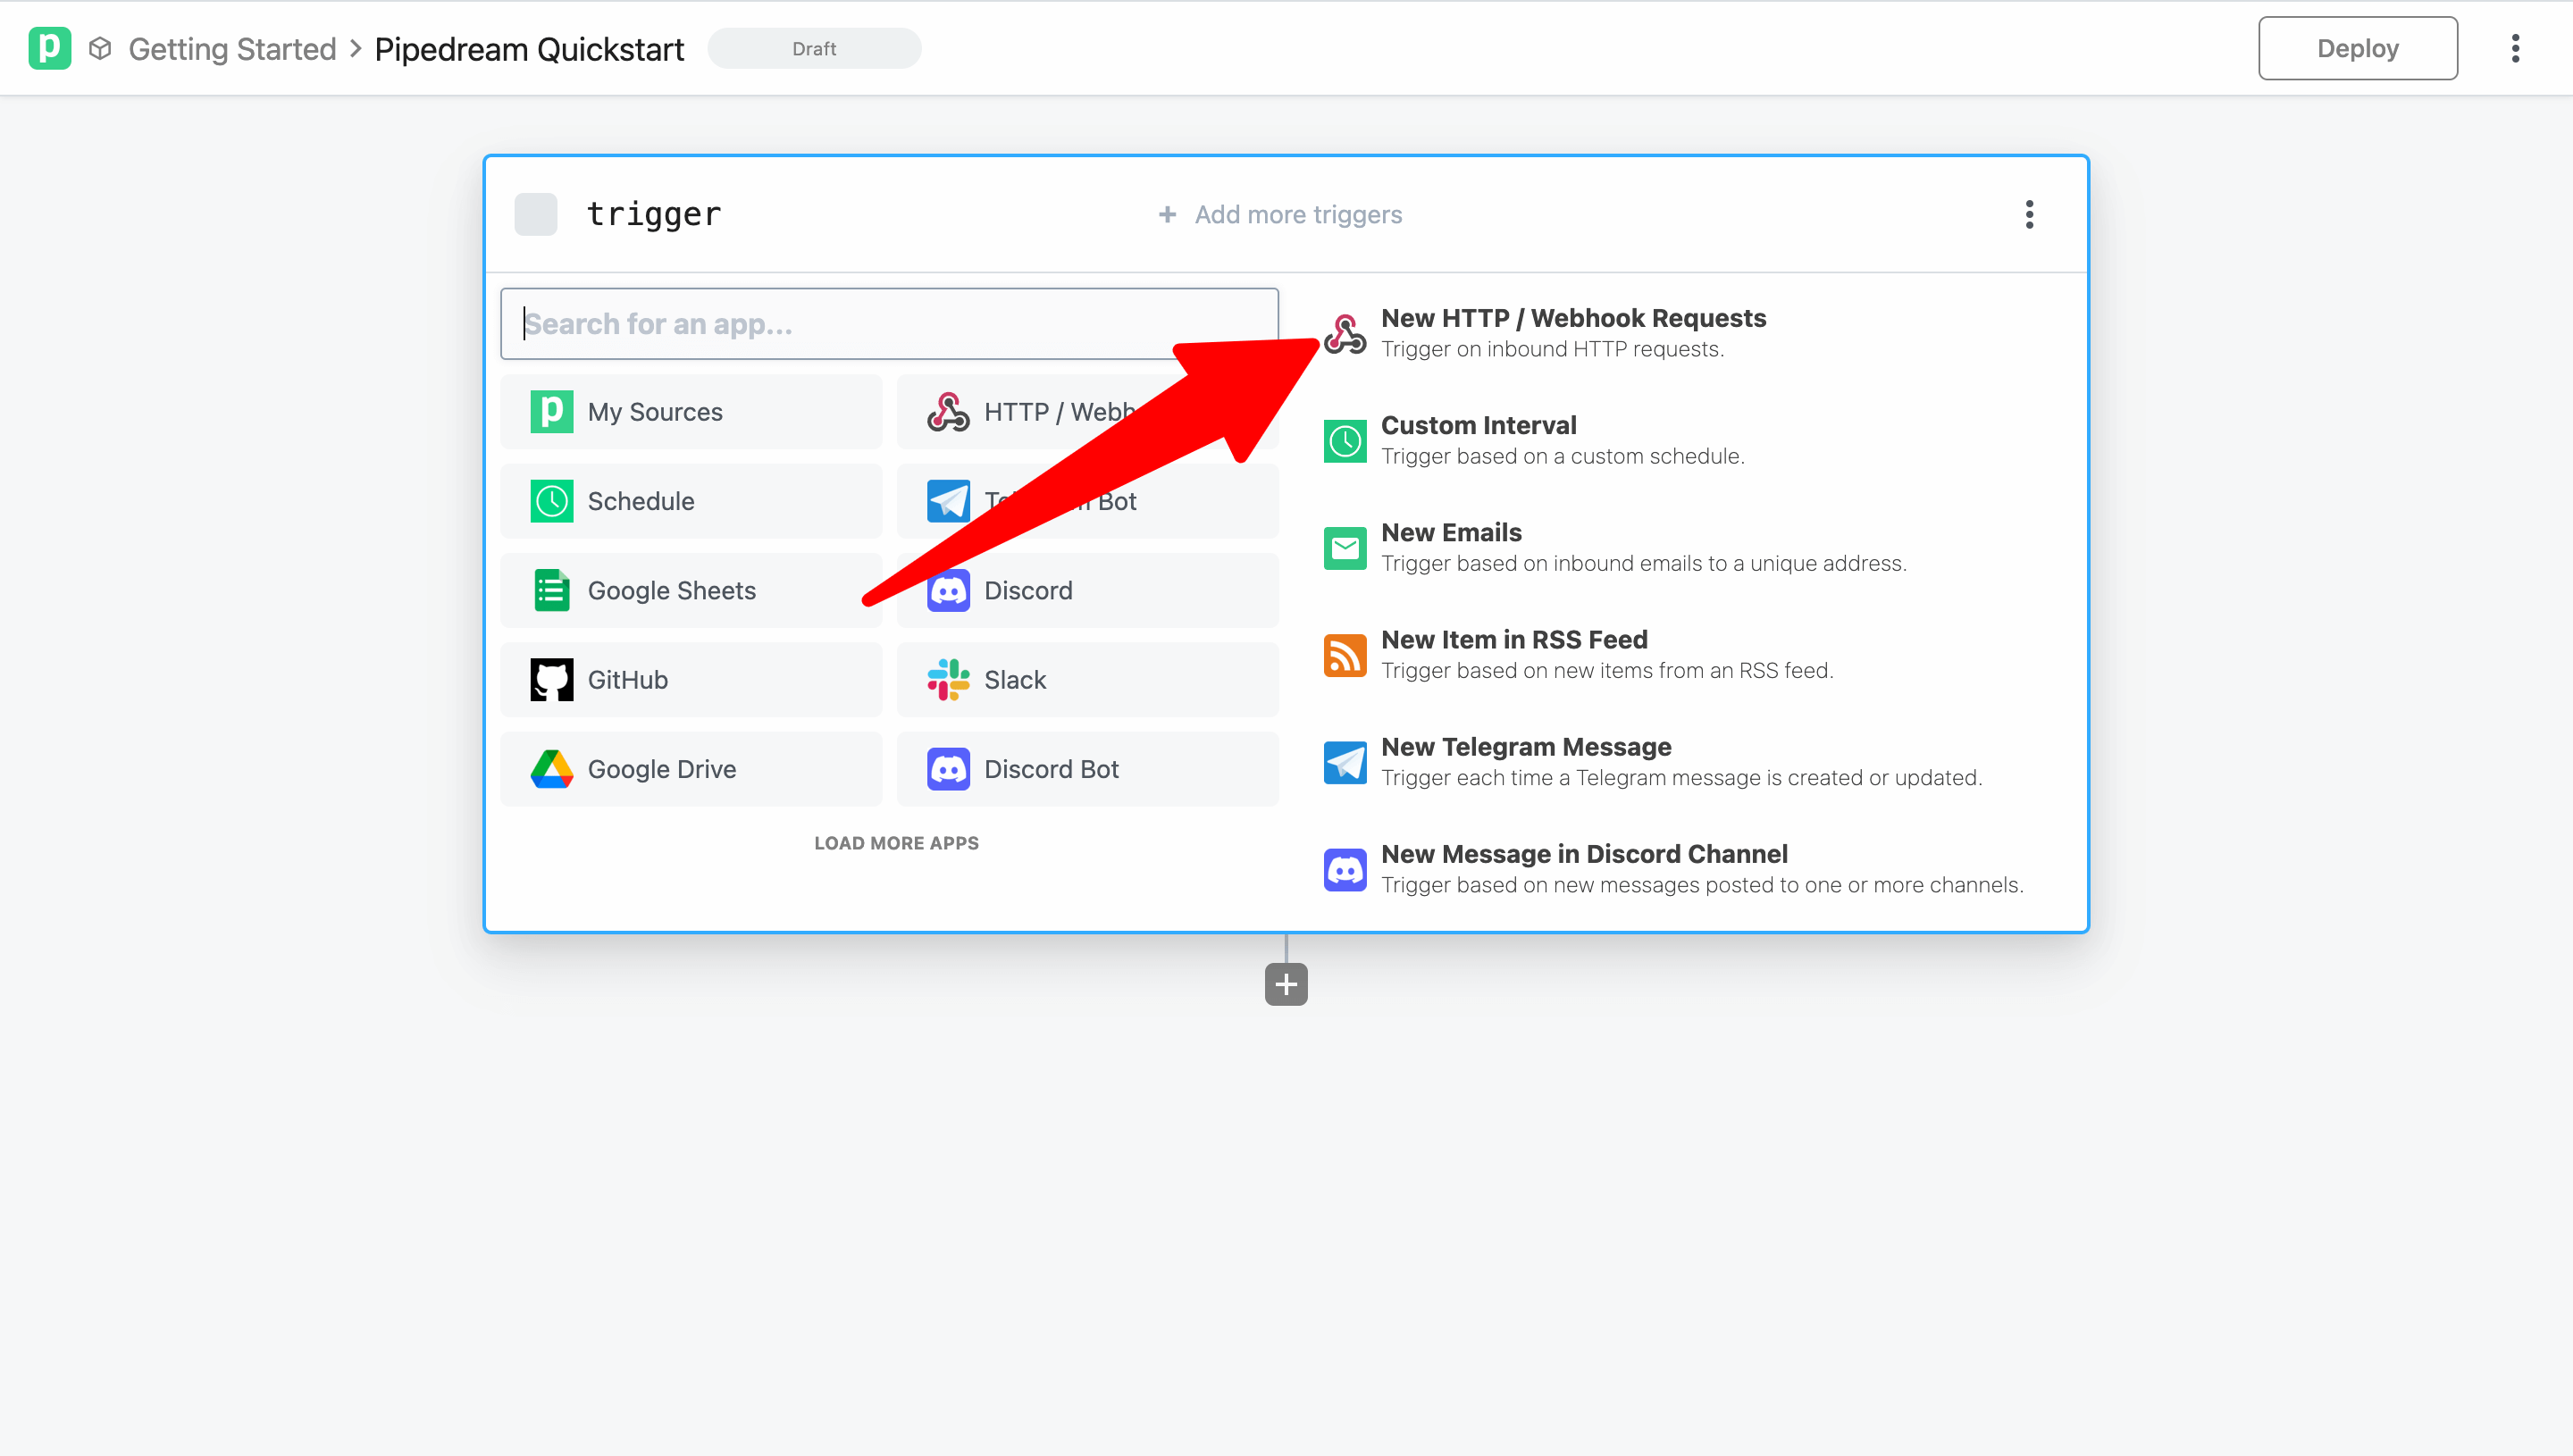 Getting Started > Pipedream Quickstart
Draft
Deploy
trigger
+ Add more triggers
Search for an app...
My Sources
HTTP / Webh
Schedule
Bot
Google Sheets
Discord
GitHub
Slack
Google Drive
Discord Bot
LOAD MORE APPS
New HTTP / Webhook Requests
Trigger on inbound HTTP requests.
Custom Interval
Trigger based on a custom schedule.
New Emails
Trigger based on inbound emails to a unique address.
New Item in RSS Feed
Trigger based on new items from an RSS feed.
New Telegram Message
Trigger each time a Telegram message is created or updated.
New Message in Discord Channel
Trigger based on new messages posted to one or more channels.